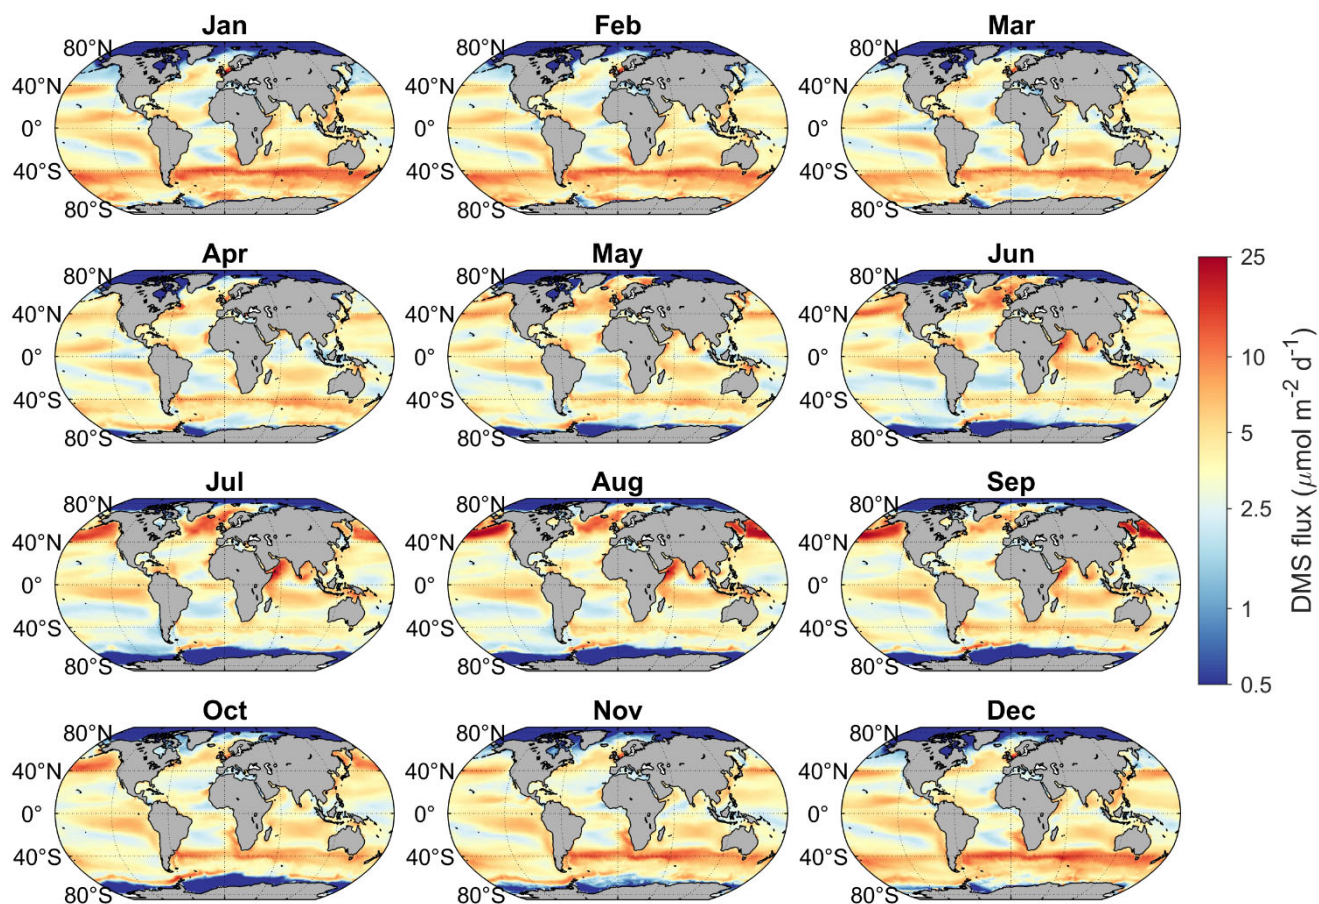 Jan Feb Mar
80°N 80°N 80°N
40°N 40°N 40°N
0° 0° 0°
40°S 40°S 40°S
80°S 80°S 80°S
Apr May Jun
80°N 80°N 80°N
40°N 40°N 40°N
0° 0° 0°
40°S 40°S 40°S
80°S 80°S 80°S
Jul Aug Sep
80°N 80°N 80°N
40°N 40°N 40°N
0° 0° 0°
40°S 40°S 40°S
80°S 80°S 80°S
Oct Nov Dec
80°N 80°N 80°N
40°N 40°N 40°N
0° 0° 0°
40°S 40°S 40°S
80°S 80°S 80°S
25
10
5
2.5
1
0.5
DMS flux (μmol m⁻² d⁻¹)